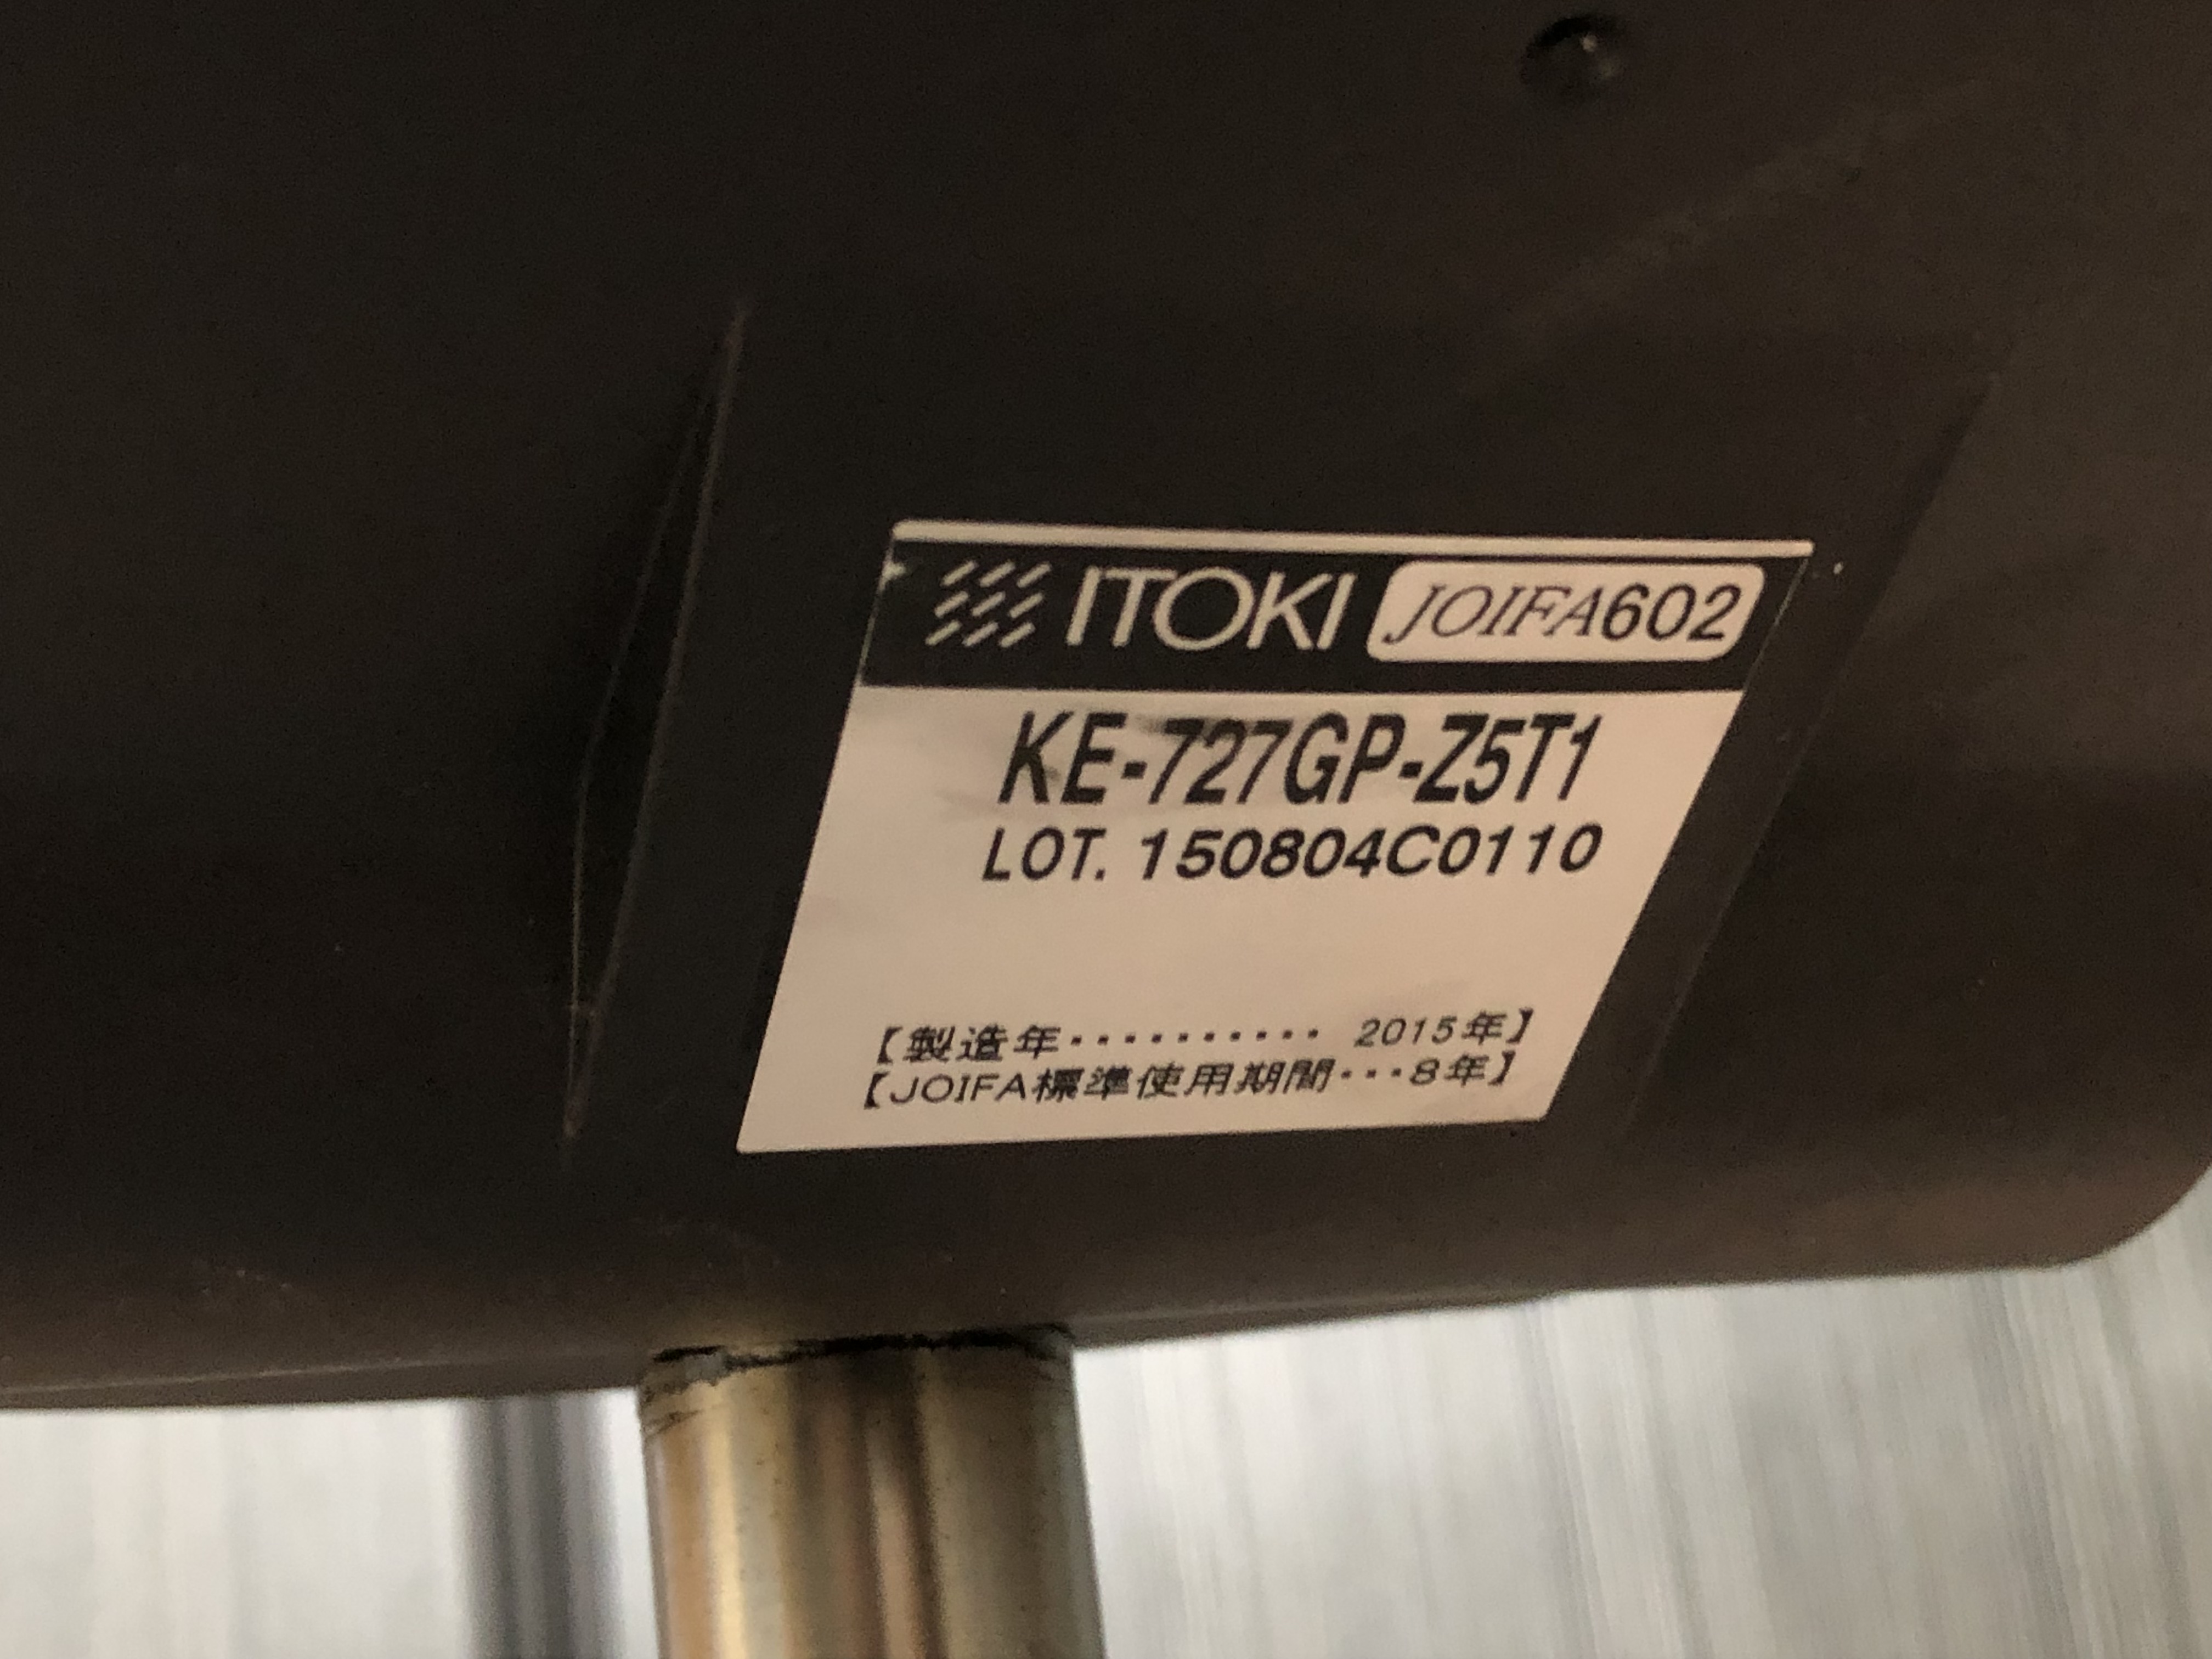 ITOKI JOIFA602
KE-727GP-Z5T1
LOT. 150804C0110
【製造年･･････････ 2015年】
【JOIFA標準使用期間･･･8年】